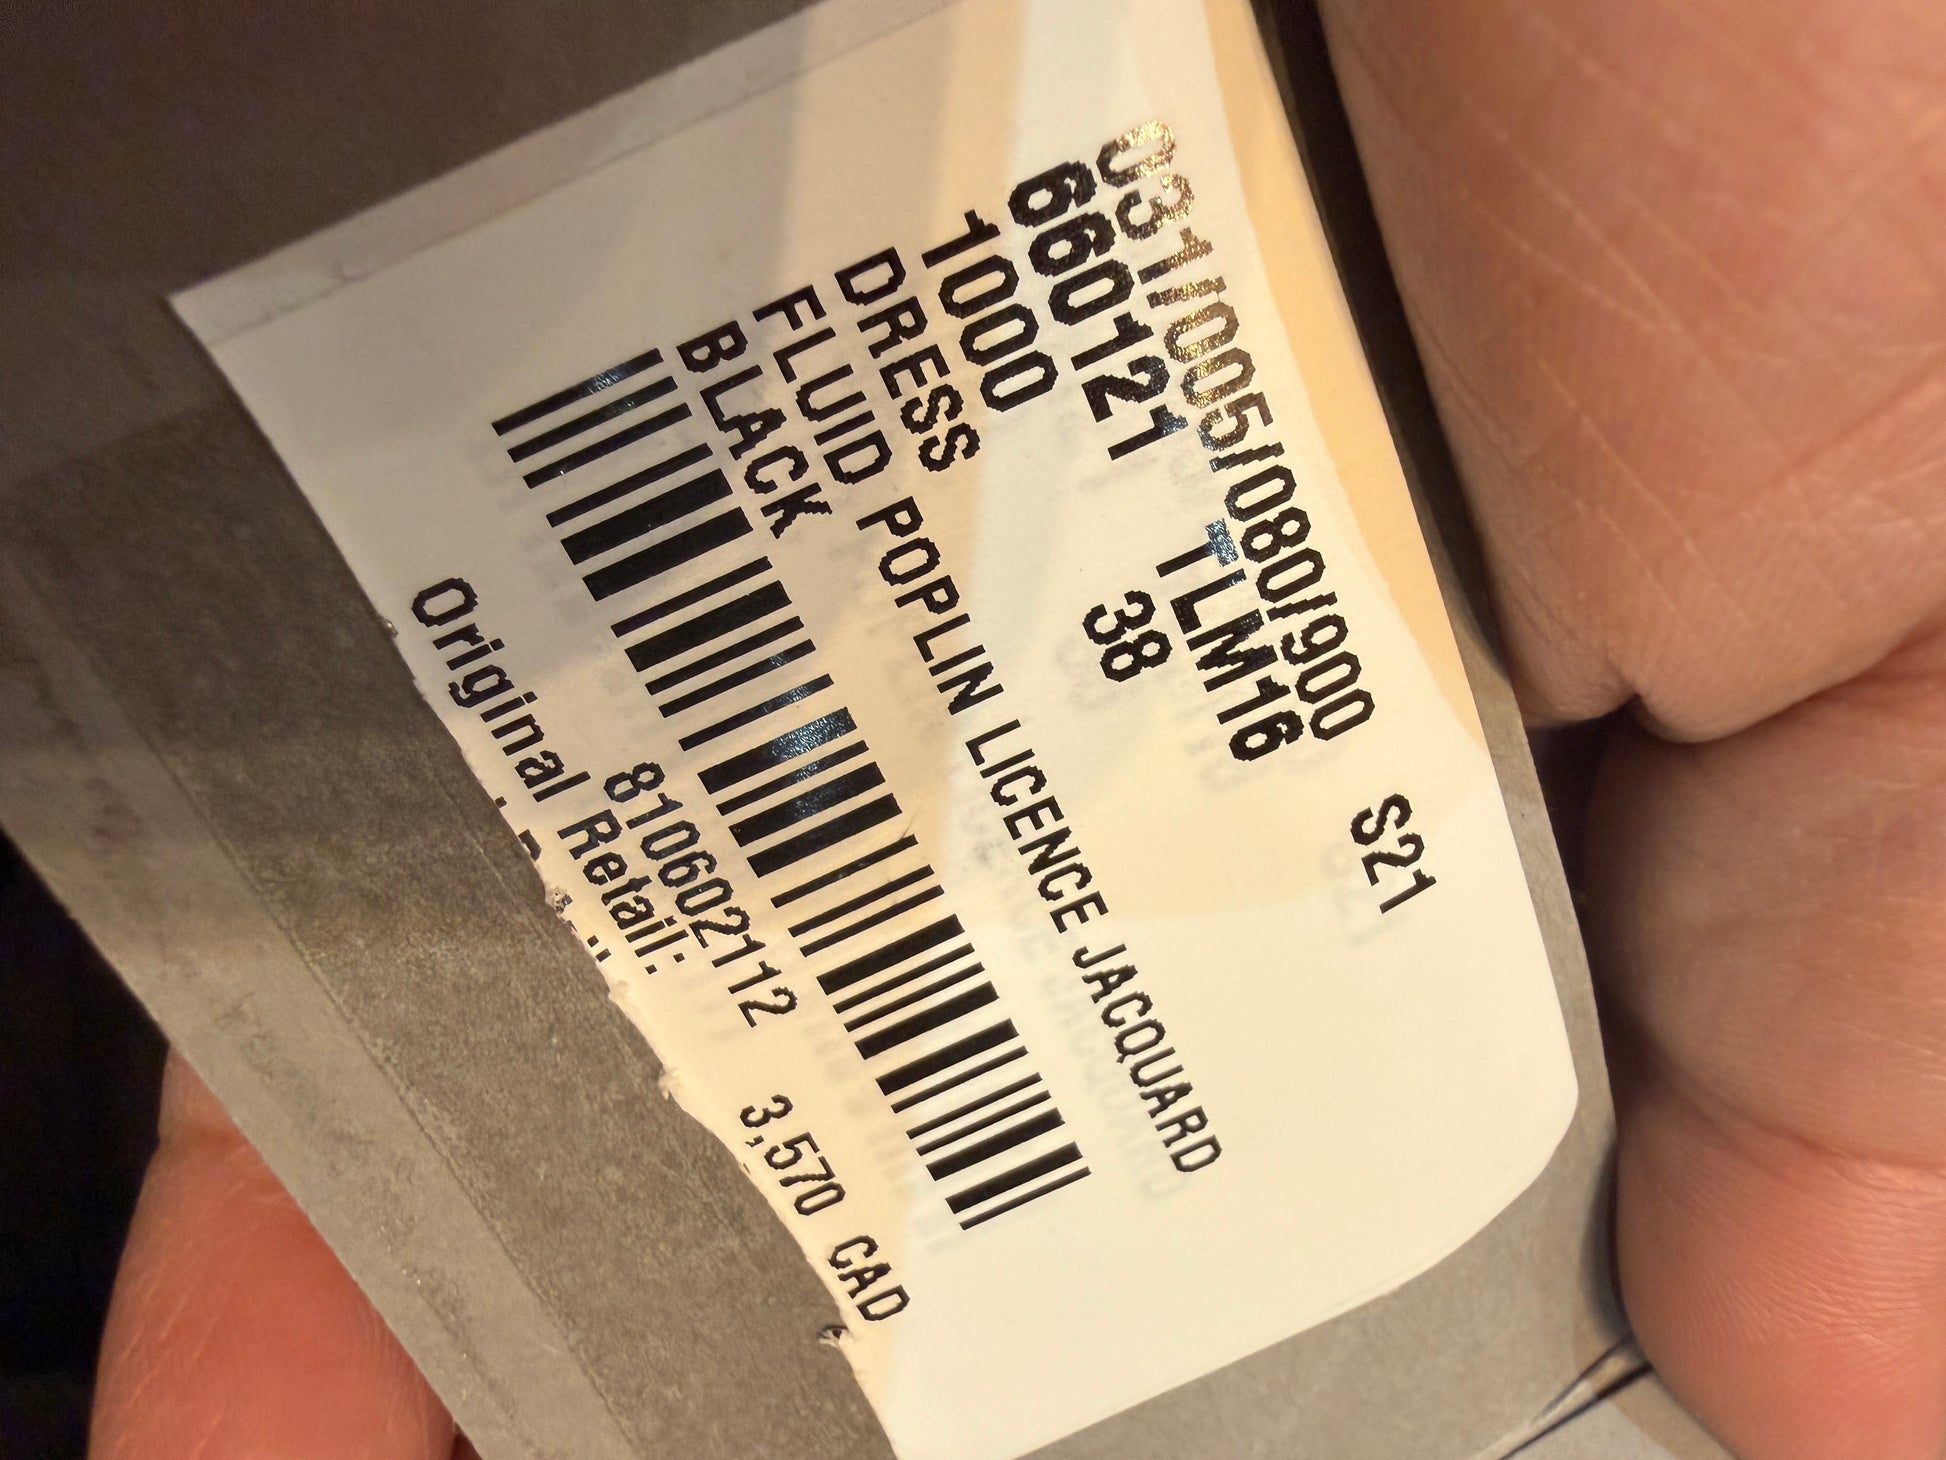 031/005/080/900 S21
660121 TLM16
1000 38
DRESS
FLUID POPLIN LICENCE JACQUARD
BLACK
810602112
Original Retail: 3,570 CAD